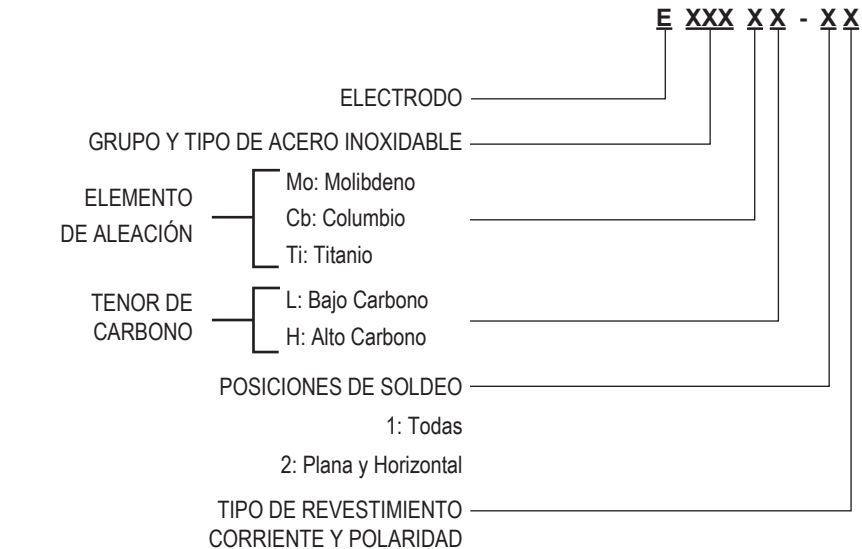 E XXX X X - X X
ELECTRODO
GRUPO Y TIPO DE ACERO INOXIDABLE
ELEMENTO
DE ALEACIÓN
Mo: Molibdeno
Cb: Columbio
Ti: Titanio
TENOR DE
CARBONO
L: Bajo Carbono
H: Alto Carbono
POSICIONES DE SOLDEO
1: Todas
2: Plana y Horizontal
TIPO DE REVESTIMIENTO
CORRIENTE Y POLARIDAD